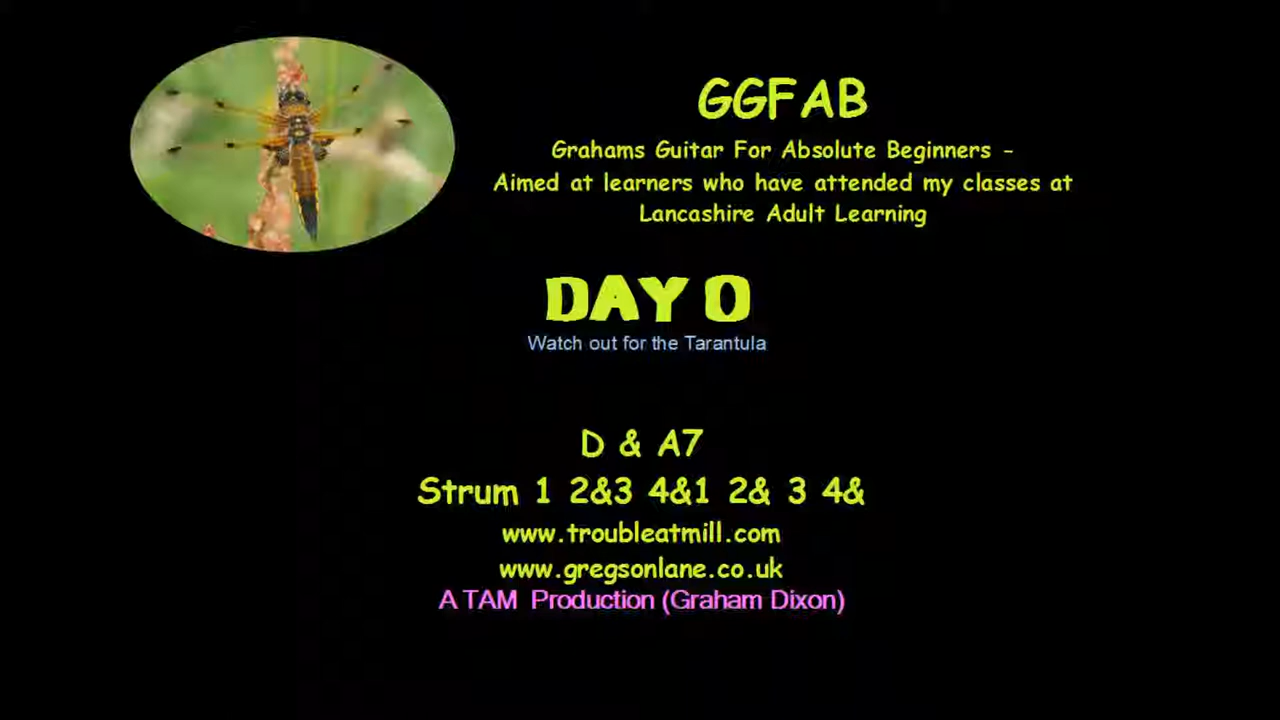 GGFAB
Grahams Guitar For Absolute Beginners -
Aimed at learners who have attended my classes at
Lancashire Adult Learning
DAY O
Watch out for the Tarantula
D & A7
Strum 1 2&3 4&1 2& 3 4&
www.troubleatmill.com
www.gregsonlane.co.uk
A TAM Production (Graham Dixon)